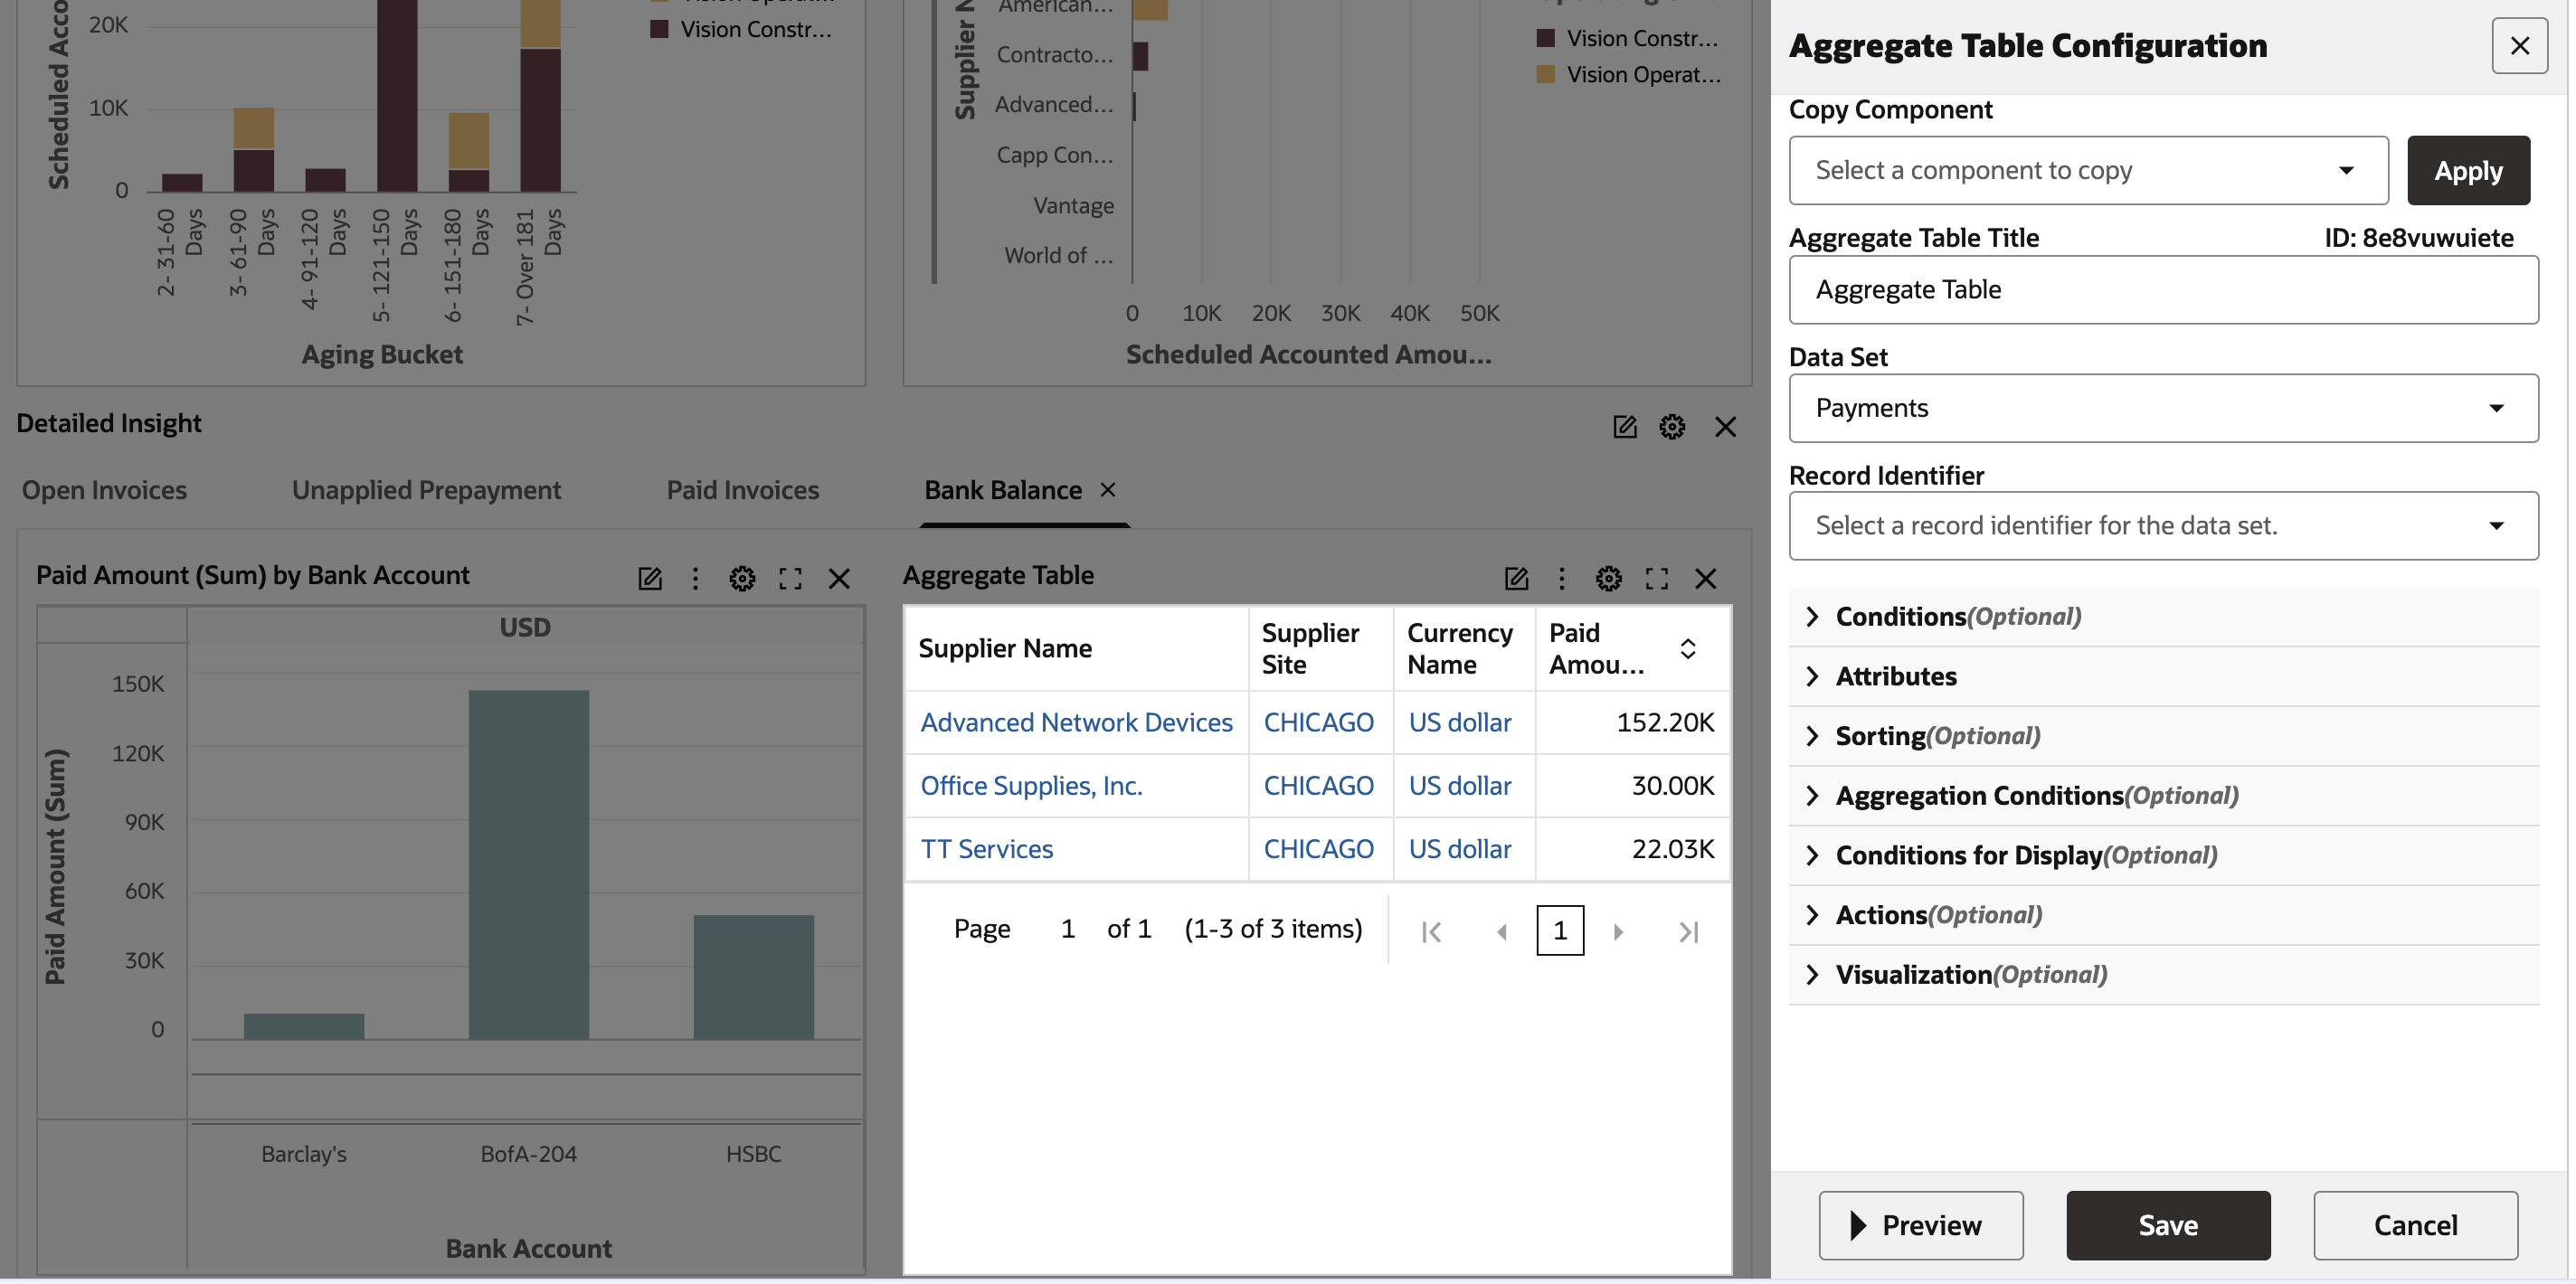 Scheduled Acco
20K
10K
0
2- 31-60 Days
3- 61-90 Days
4- 91-120 Days
5- 121-150 Days
6- 151-180 Days
7- Over 181 Days
Aging Bucket
Vision Constr...
Supplier N
American...
Contracto...
Advanced...
Capp Con...
Vantage
World of ...
0 10K 20K 30K 40K 50K
Scheduled Accounted Amou...
Vision Constr...
Vision Operat...
Detailed Insight
Open Invoices Unapplied Prepayment Paid Invoices Bank Balance
Paid Amount (Sum) by Bank Account
USD
Paid Amount (Sum)
150K
120K
90K
60K
30K
0
Barclay's BofA-204 HSBC
Bank Account
Aggregate Table
Supplier Name Supplier Site Currency Name Paid Amou...
Advanced Network Devices CHICAGO US dollar 152.20K
Office Supplies, Inc. CHICAGO US dollar 30.00K
TT Services CHICAGO US dollar 22.03K
Page 1 of 1 (1-3 of 3 items) 1
Aggregate Table Configuration
Copy Component
Select a component to copy Apply
Aggregate Table Title ID: 8e8vuwuiete
Aggregate Table
Data Set
Payments
Record Identifier
Select a record identifier for the data set.
Conditions(Optional)
Attributes
Sorting(Optional)
Aggregation Conditions(Optional)
Conditions for Display(Optional)
Actions(Optional)
Visualization(Optional)
Preview Save Cancel